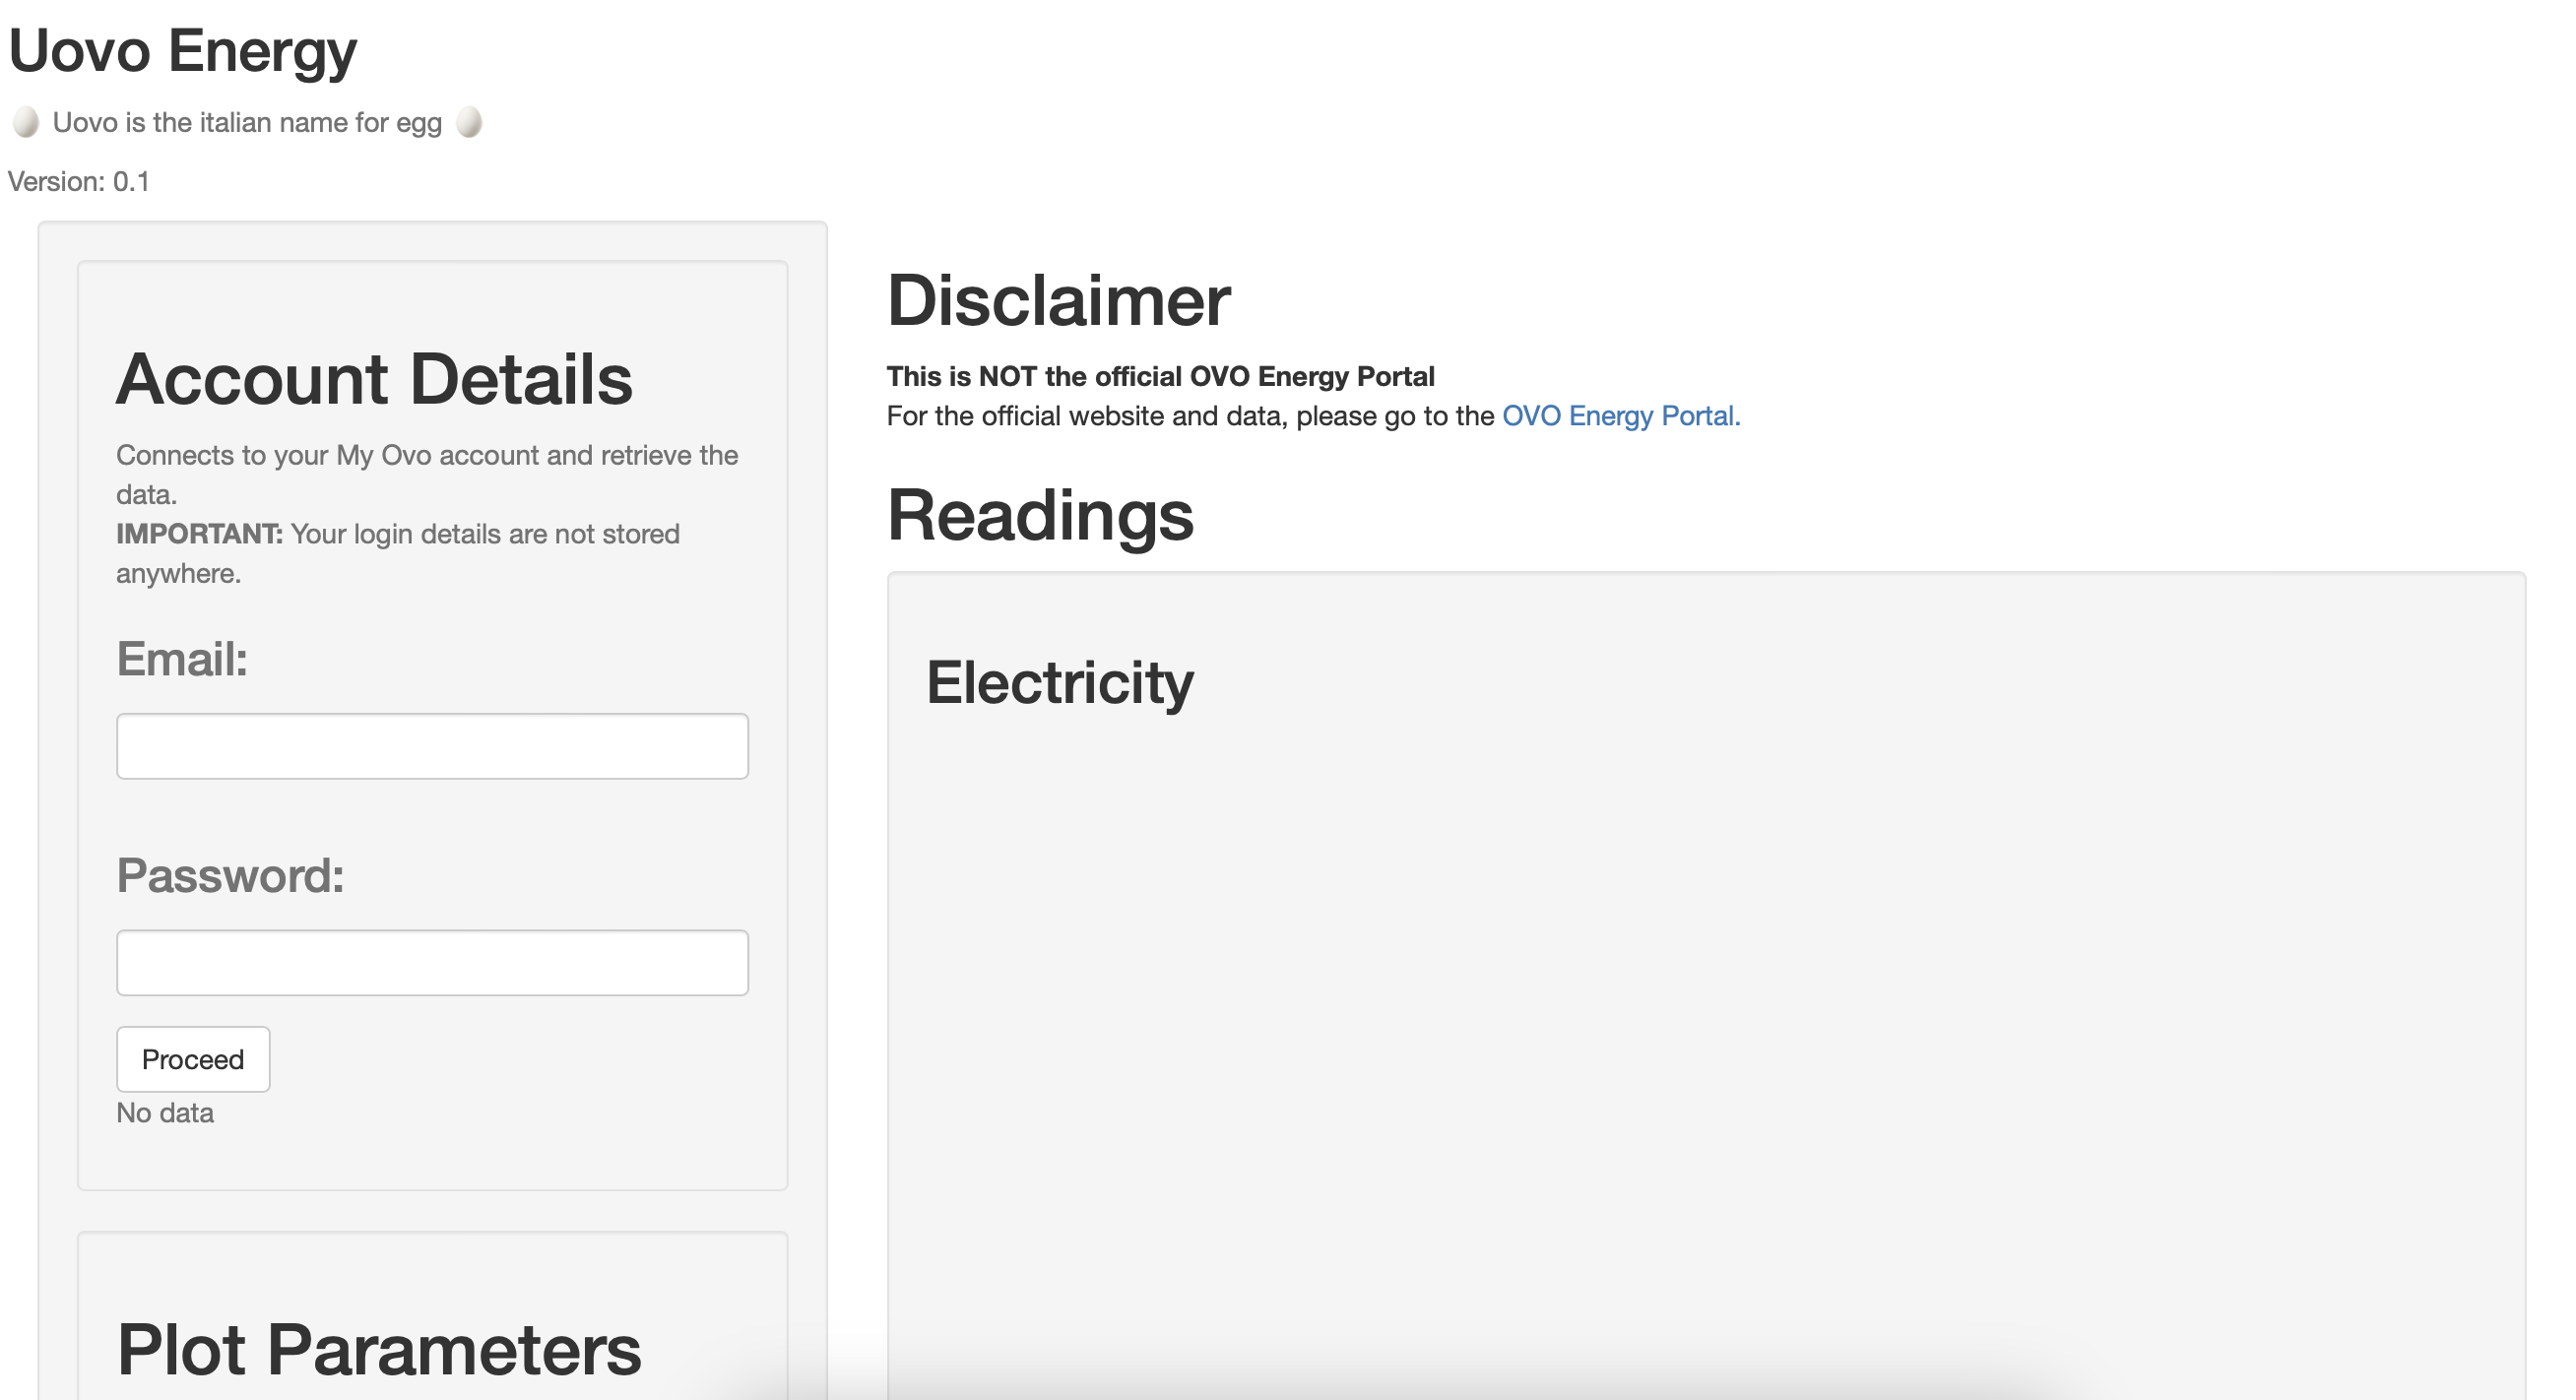 Uovo Energy
🥚 Uovo is the italian name for egg 🥚
Version: 0.1
Account Details
Connects to your My Ovo account and retrieve the
data.
IMPORTANT: Your login details are not stored
anywhere.
Email:
Password:
Proceed
No data
Plot Parameters
Disclaimer
This is NOT the official OVO Energy Portal
For the official website and data, please go to the OVO Energy Portal.
Readings
Electricity